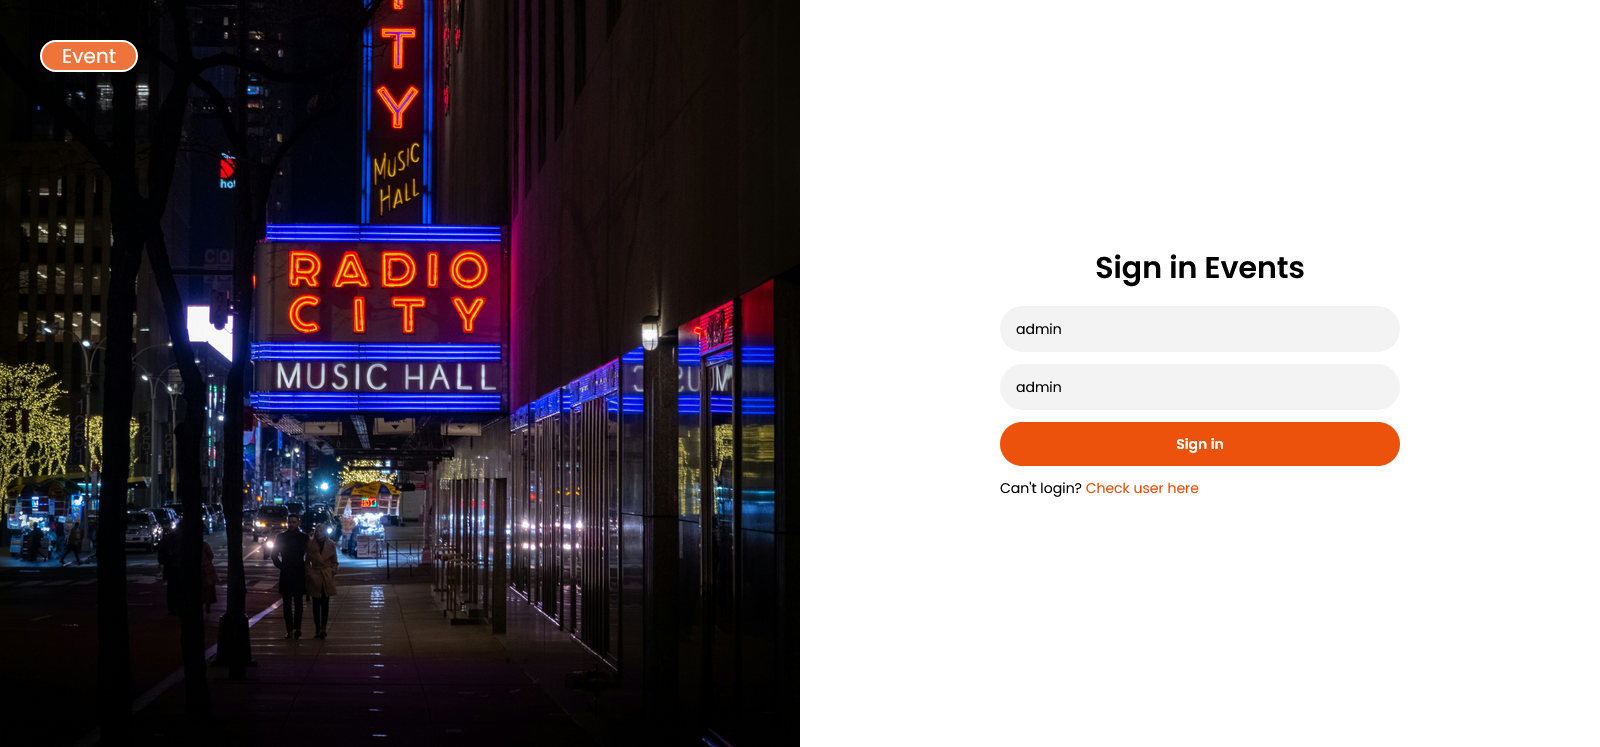 Event
TY
MUSIC
HALL
hot
RADIO
CITY
MUSIC HALL
Sign in Events
admin
admin
Sign in
Can't login? Check user here